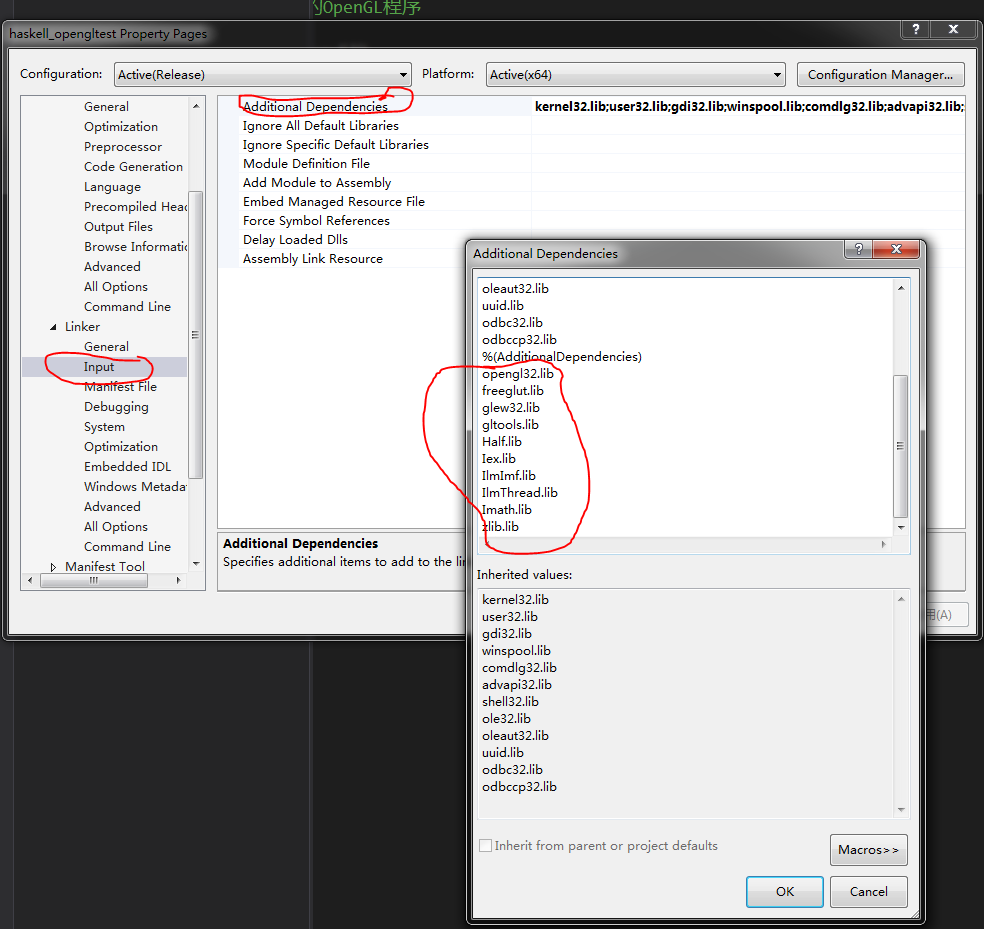 的OpenGL程序
haskell_opengltest Property Pages
?
Configuration:
Active(Release)
Platform:
Active(x64)
Configuration Manager...
General
Optimization
Preprocessor
Code Generation
Language
Precompiled Head
Output Files
Browse Informatio
Advanced
All Options
Command Line
Linker
General
Input
Manifest File
Debugging
System
Optimization
Embedded IDL
Windows Metadat
Advanced
All Options
Command Line
Manifest Tool
Additional Dependencies
kernel32.lib;user32.lib;gdi32.lib;winspool.lib;comdlg32.lib;advapi32.lib;
Ignore All Default Libraries
Ignore Specific Default Libraries
Module Definition File
Add Module to Assembly
Embed Managed Resource File
Force Symbol References
Delay Loaded Dlls
Assembly Link Resource
Additional Dependencies
Specifies additional items to add to the lin
用(A)
Additional Dependencies
?
oleaut32.lib
uuid.lib
odbc32.lib
odbccp32.lib
%(AdditionalDependencies)
opengl32.lib
freeglut.lib
glew32.lib
gltools.lib
Half.lib
Iex.lib
IlmImf.lib
IlmThread.lib
Imath.lib
zlib.lib
Inherited values:
kernel32.lib
user32.lib
gdi32.lib
winspool.lib
comdlg32.lib
advapi32.lib
shell32.lib
ole32.lib
oleaut32.lib
uuid.lib
odbc32.lib
odbccp32.lib
Inherit from parent or project defaults
Macros>>
OK
Cancel